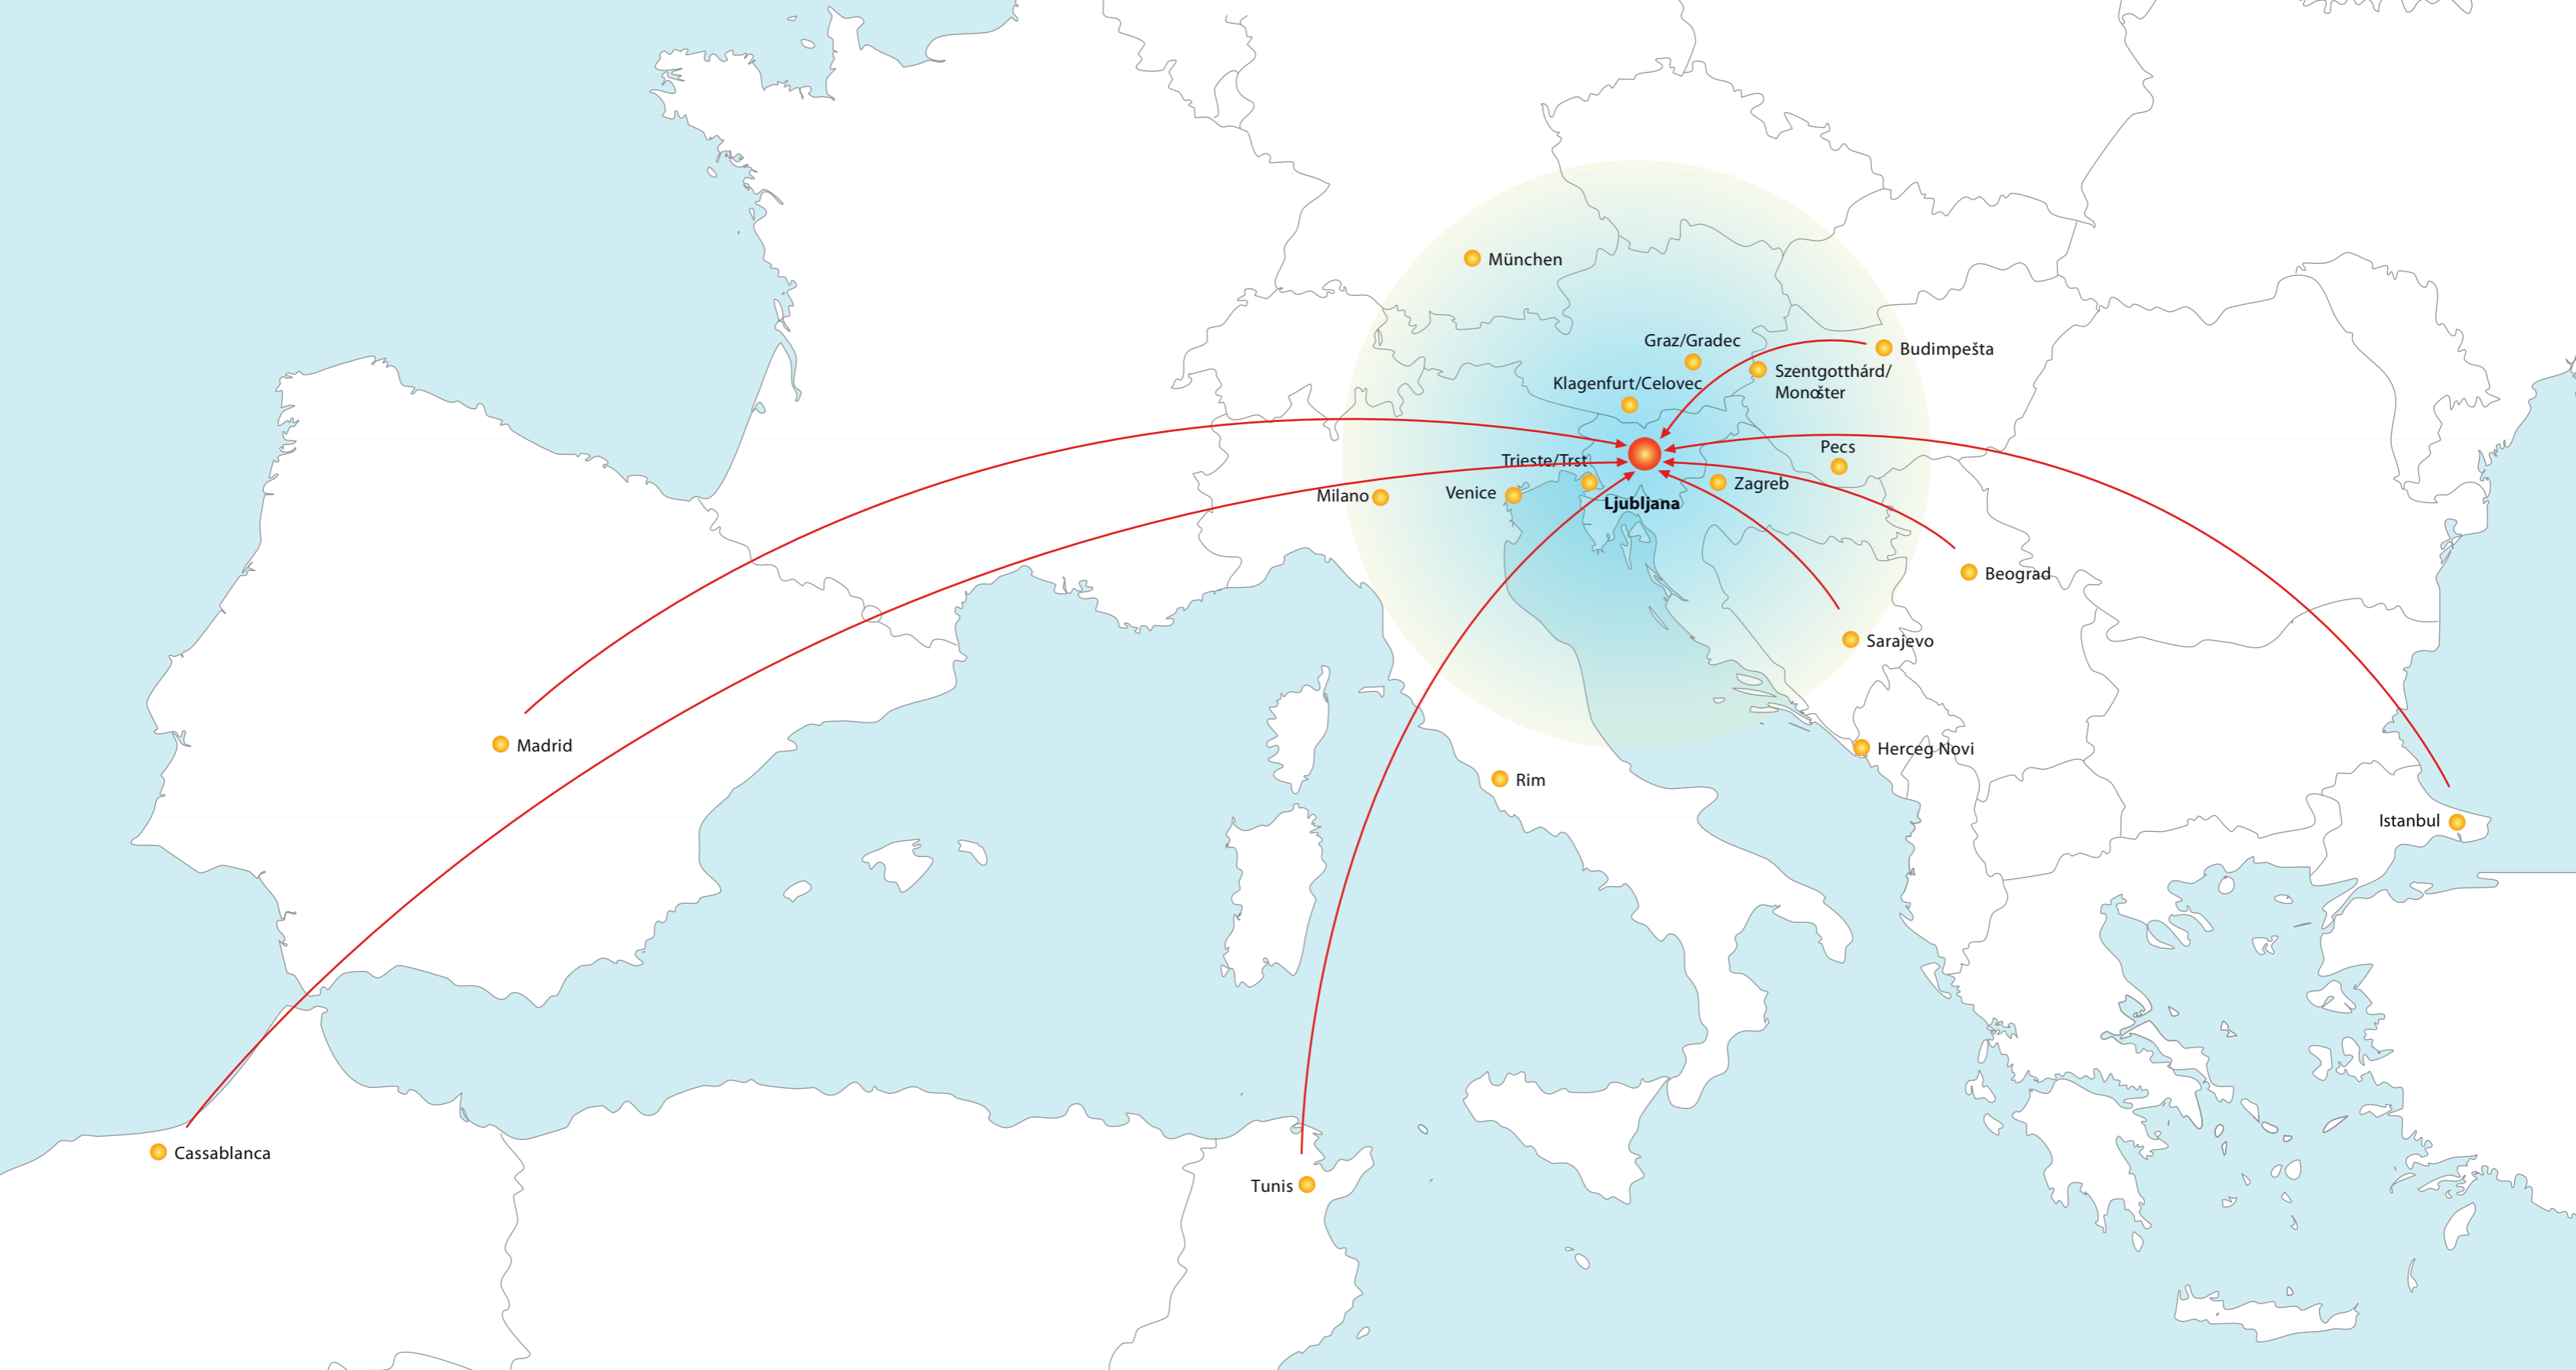 München
Graz/Gradec
Budimpešta
Szentgotthárd/
Monošter
Klagenfurt/Celovec
Pecs
Trieste/Trst
Zagreb
Milano
Venice
Ljubljana
Beograd
Sarajevo
Madrid
Herceg Novi
Rim
Istanbul
Cassablanca
Tunis